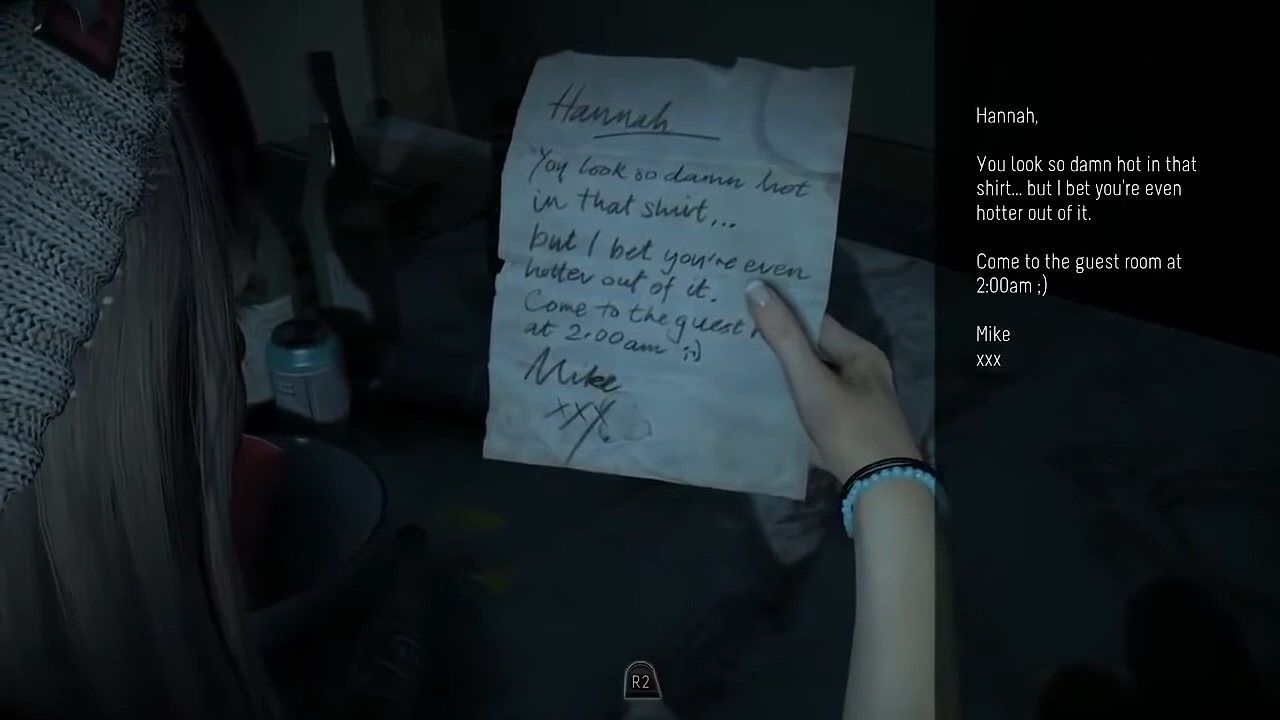 Hannah
You look so damn hot
in that shirt...
but I bet you're even
hotter out of it.
Come to the guest
at 2:00am ;)
Mike
xxx
Hannah,
You look so damn hot in that
shirt... but I bet you're even
hotter out of it.
Come to the guest room at
2:00am ;)
Mike
xxx
R2